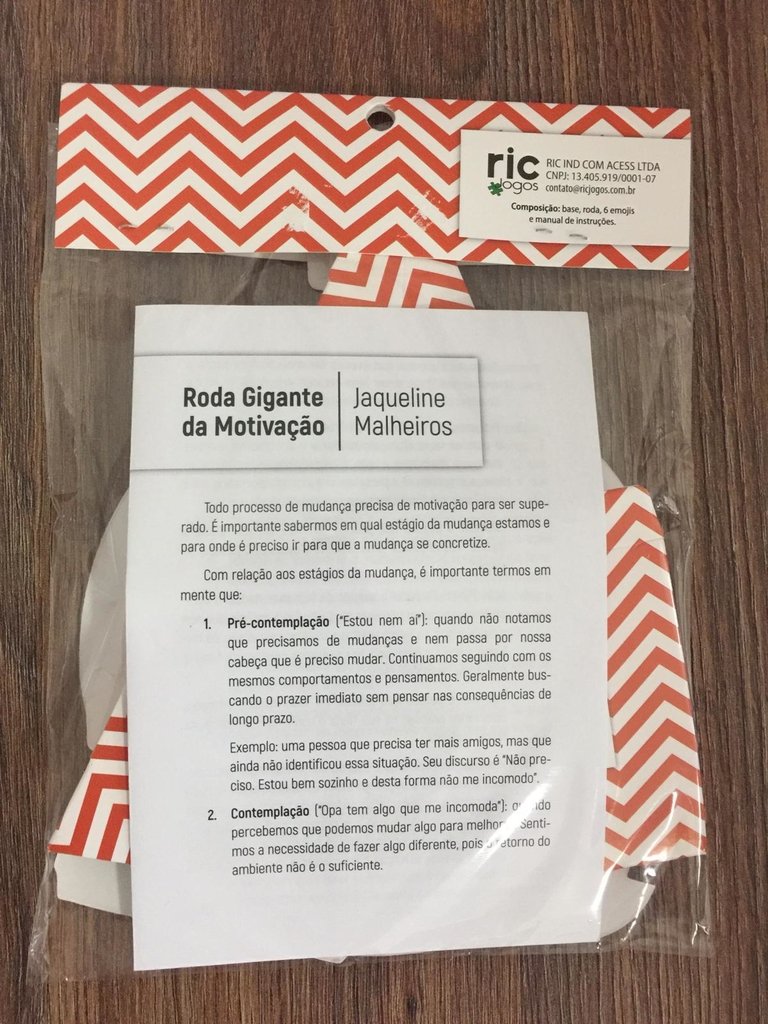 ric
jogos
RIC IND COM ACESS LTDA
CNPJ: 13.405.919/0001-07
contato@ricjogos.com.br
Composição: base, roda, 6 emojis
e manual de instruções.
Roda Gigante
da Motivação
Jaqueline
Malheiros
Todo processo de mudança precisa de motivação para ser supe-
rado. É importante sabermos em qual estágio da mudança estamos e
para onde é preciso ir para que a mudança se concretize.
Com relação aos estágios da mudança, é importante termos em
mente que:
1. Pré-contemplação ("Estou nem aí"): quando não notamos
que precisamos de mudanças e nem passa por nossa
cabeça que é preciso mudar. Continuamos seguindo com os
mesmos comportamentos e pensamentos. Geralmente bus-
cando o prazer imediato sem pensar nas consequências de
longo prazo.
Exemplo: uma pessoa que precisa ter mais amigos, mas que
ainda não identificou essa situação. Seu discurso é "Não pre-
ciso. Estou bem sozinho e desta forma não me incomodo".
2. Contemplação ("Opa tem algo que me incomoda"): quando
percebemos que podemos mudar algo para melhor. Senti-
mos a necessidade de fazer algo diferente, pois o retorno do
ambiente não é o suficiente.